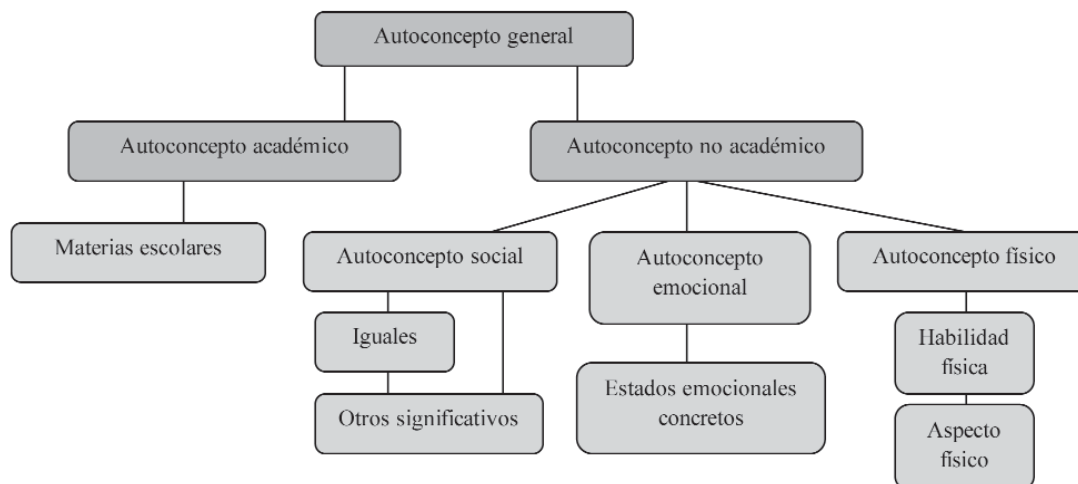 Autoconcepto general
Autoconcepto académico
Autoconcepto no académico
Materias escolares
Autoconcepto social
Autoconcepto
emocional
Autoconcepto físico
Iguales
Habilidad
física
Otros significativos
Estados emocionales
concretos
Aspecto
físico